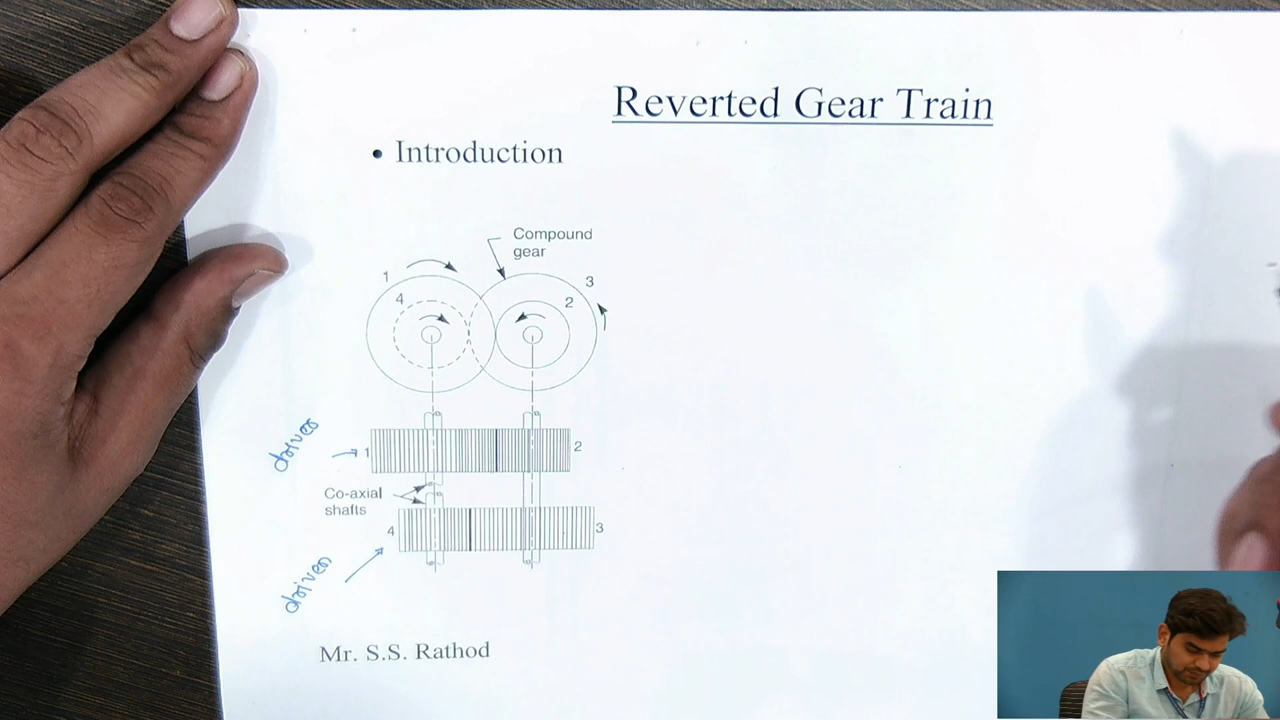 Reverted Gear Train
• Introduction
Compound
gear
1
3
4
2
driver
1
2
Co-axial
shafts
4
3
driven
Mr. S.S. Rathod